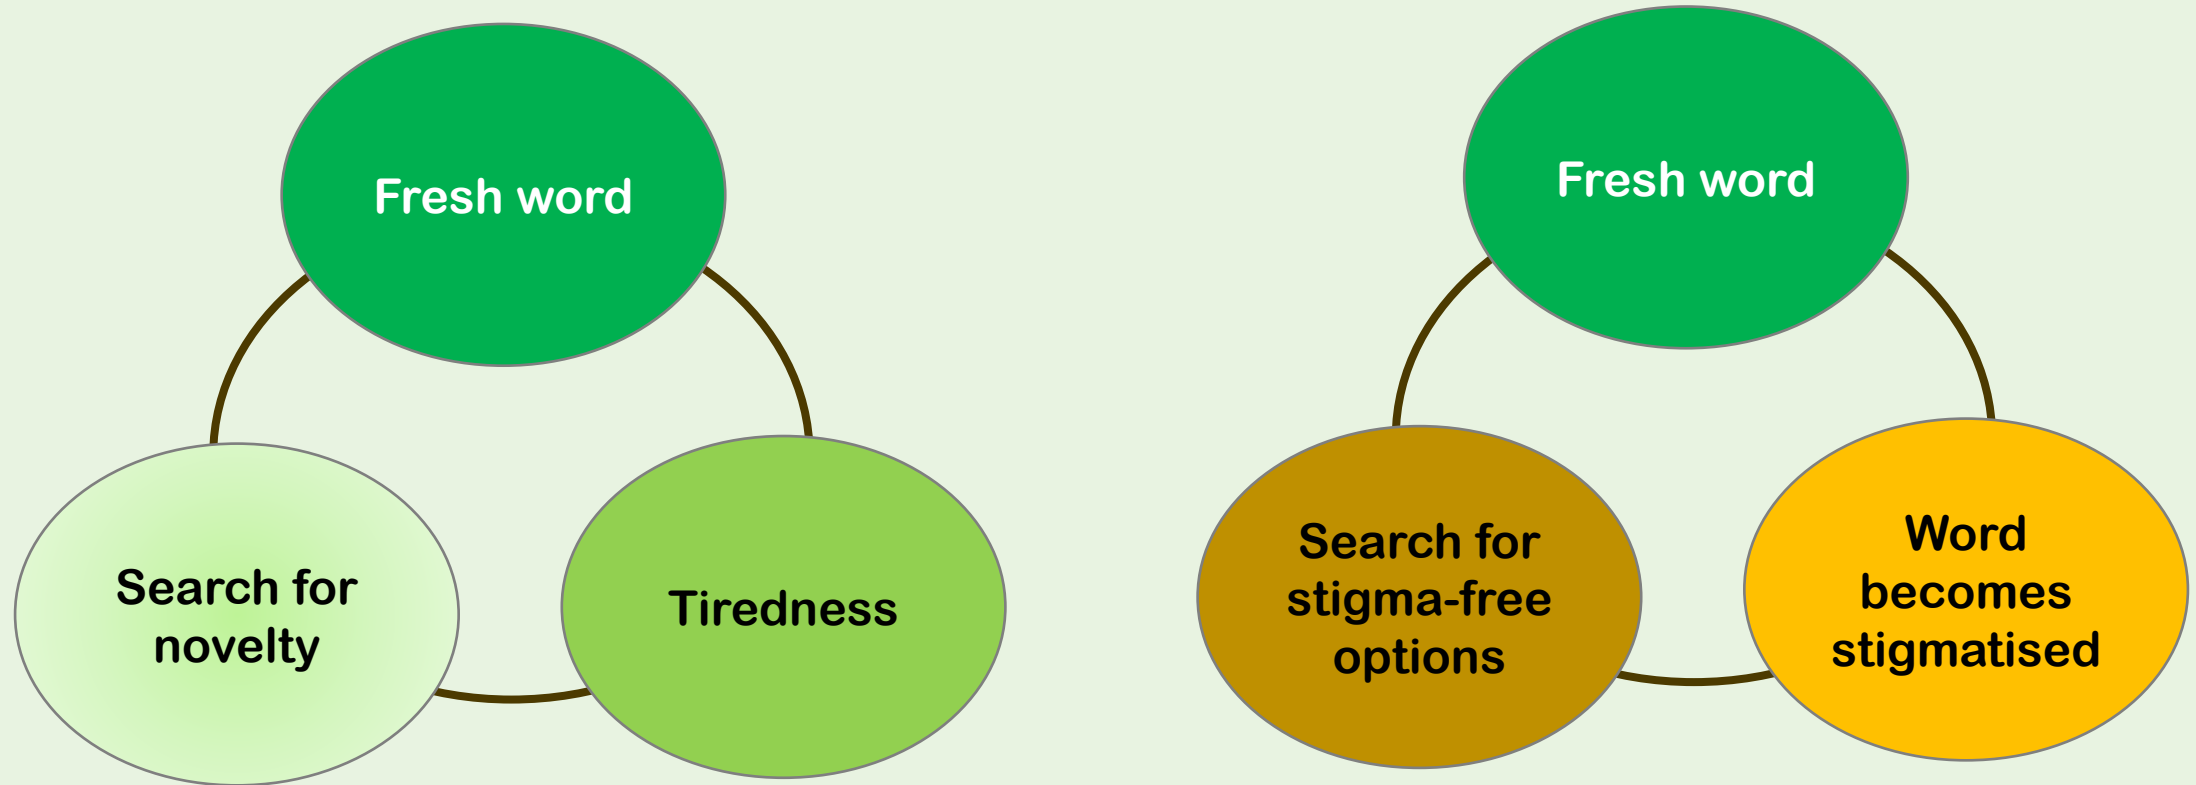 Fresh word
Search for
novelty
Tiredness
Fresh word
Search for
stigma-free
options
Word
becomes
stigmatised